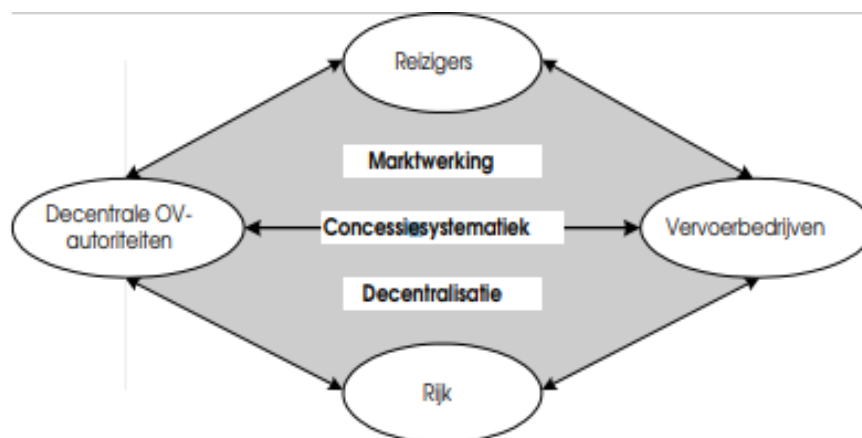 Reizigers
Marktwerking
Decentrale OV-
autoriteiten
Concessiesystematiek
Vervoerbedrijven
Decentralisatie
Rijk